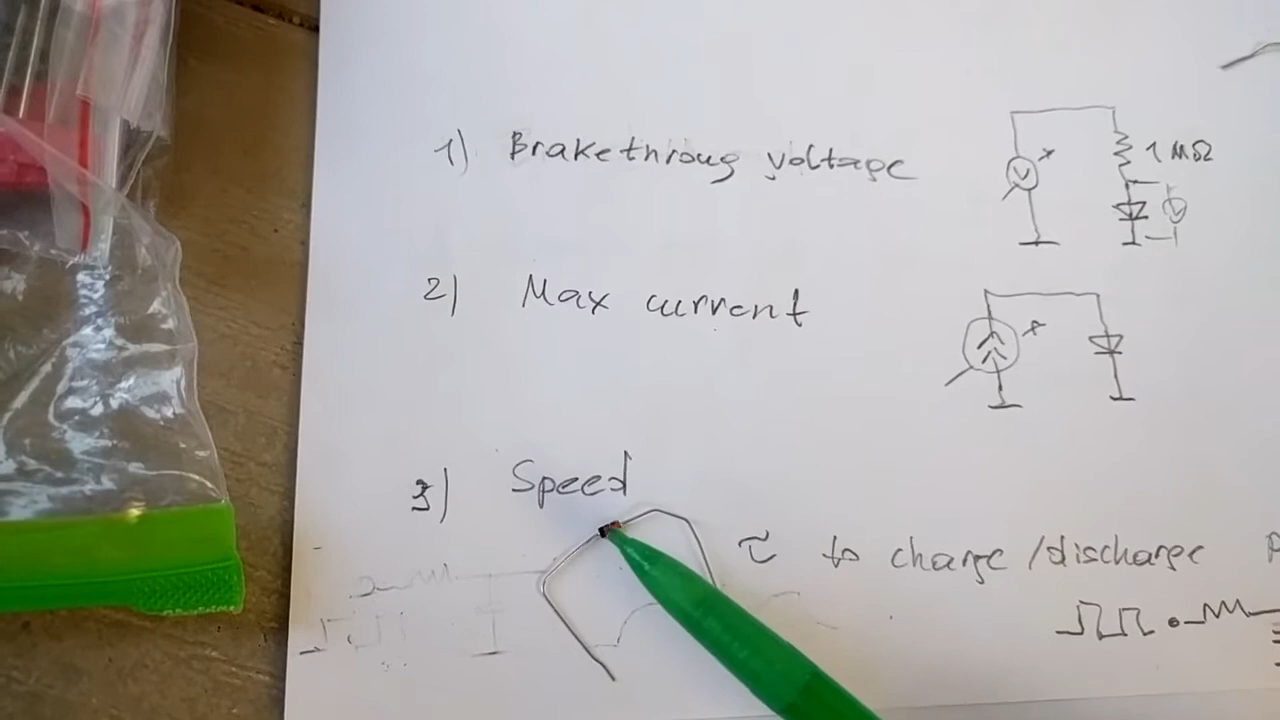 1) Brakethroug voltage
1 MΩ
2) Max current
3) Speed
τ to charge/discharge